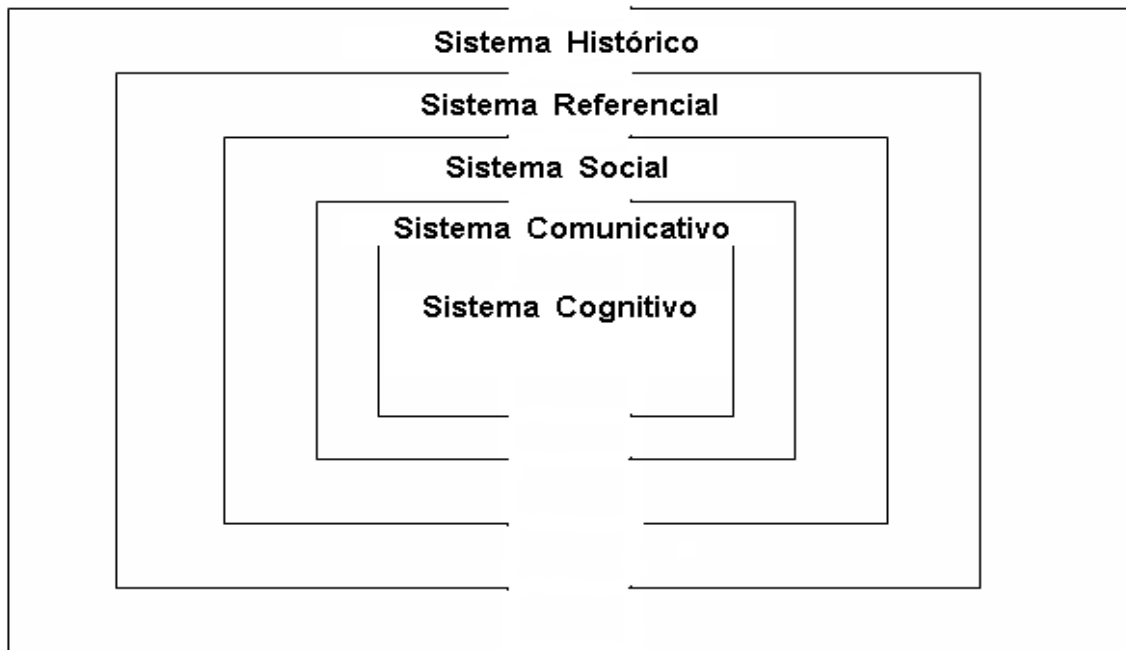 Sistema Histórico
Sistema Referencial
Sistema Social
Sistema Comunicativo
Sistema Cognitivo